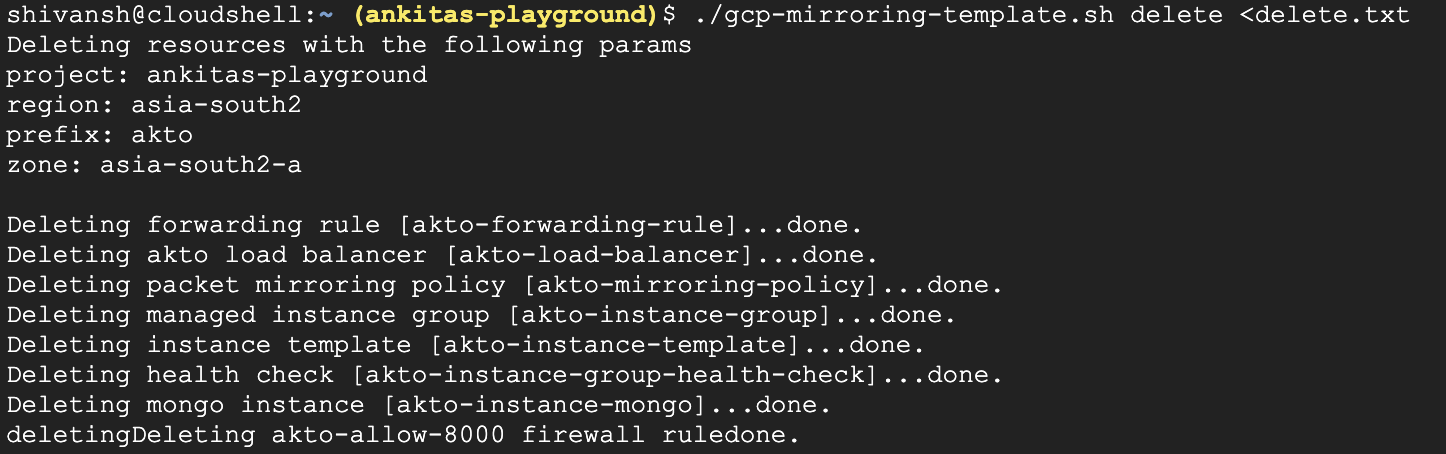 shivansh@cloudshell:~ (ankitas-playground)$ ./gcp-mirroring-template.sh delete <delete.txt
Deleting resources with the following params
project: ankitas-playground
region: asia-south2
prefix: akto
zone: asia-south2-a
Deleting forwarding rule [akto-forwarding-rule]...done.
Deleting akto load balancer [akto-load-balancer]...done.
Deleting packet mirroring policy [akto-mirroring-policy]...done.
Deleting managed instance group [akto-instance-group]...done.
Deleting instance template [akto-instance-template]...done.
Deleting health check [akto-instance-group-health-check]...done.
Deleting mongo instance [akto-instance-mongo]...done.
deletingDeleting akto-allow-8000 firewall ruledone.